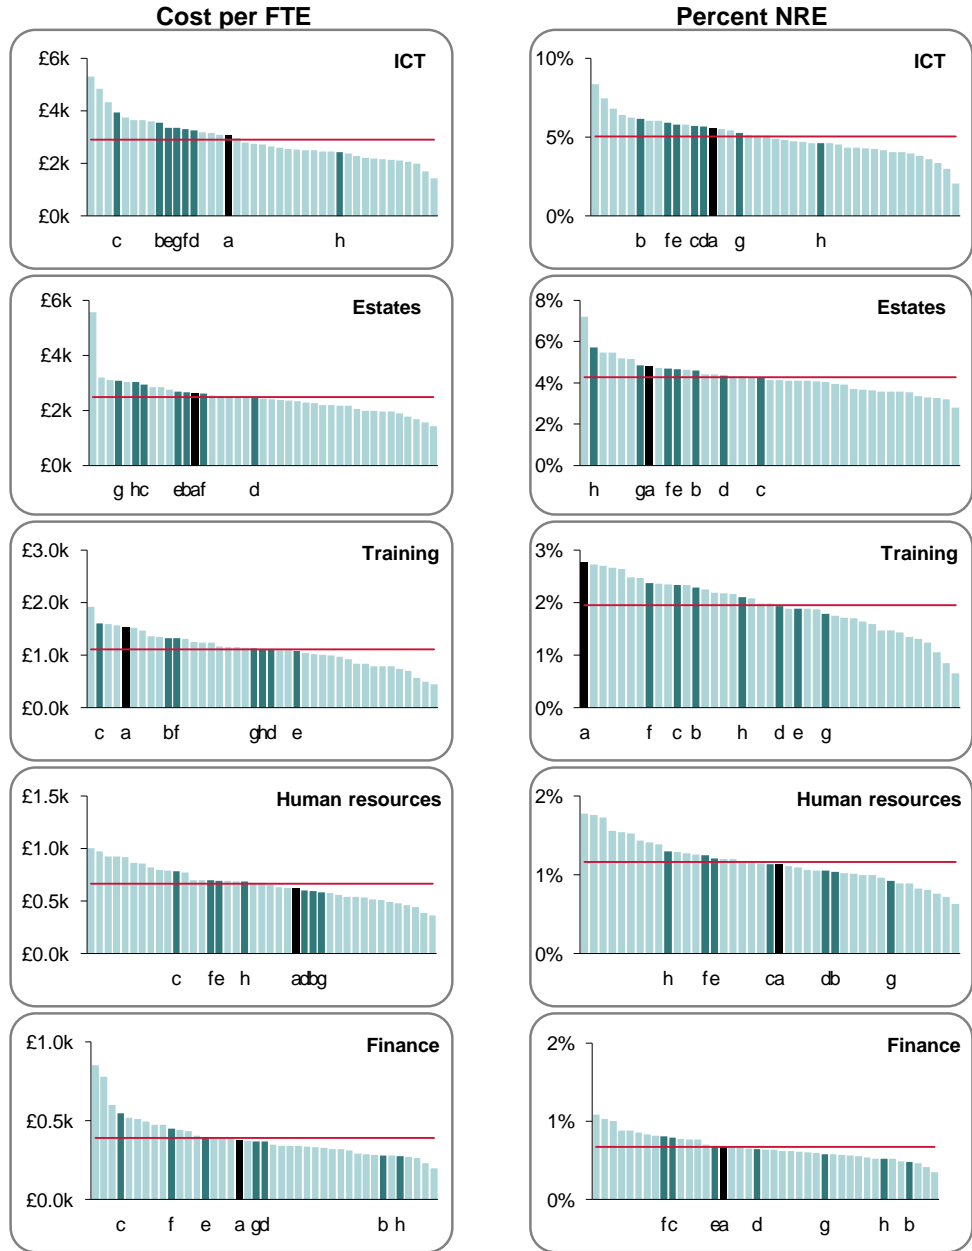 Cost per FTE
Percent NRE
ICT
£6k
£4k
£2k
£0k
c begfd a h
ICT
10%
5%
0%
b fe cda g h
Estates
£6k
£4k
£2k
£0k
g hc ebaf d
Estates
8%
6%
4%
2%
0%
h ga fe b d c
Training
£3.0k
£2.0k
£1.0k
£0.0k
c a bf ghd e
Training
3%
2%
1%
0%
a f c b h d e g
Human resources
£1.5k
£1.0k
£0.5k
£0.0k
c fe h adbg
Human resources
2%
1%
0%
h fe ca db g
Finance
£1.0k
£0.5k
£0.0k
c f e a gd b h
Finance
2%
1%
0%
fc ea d g h b